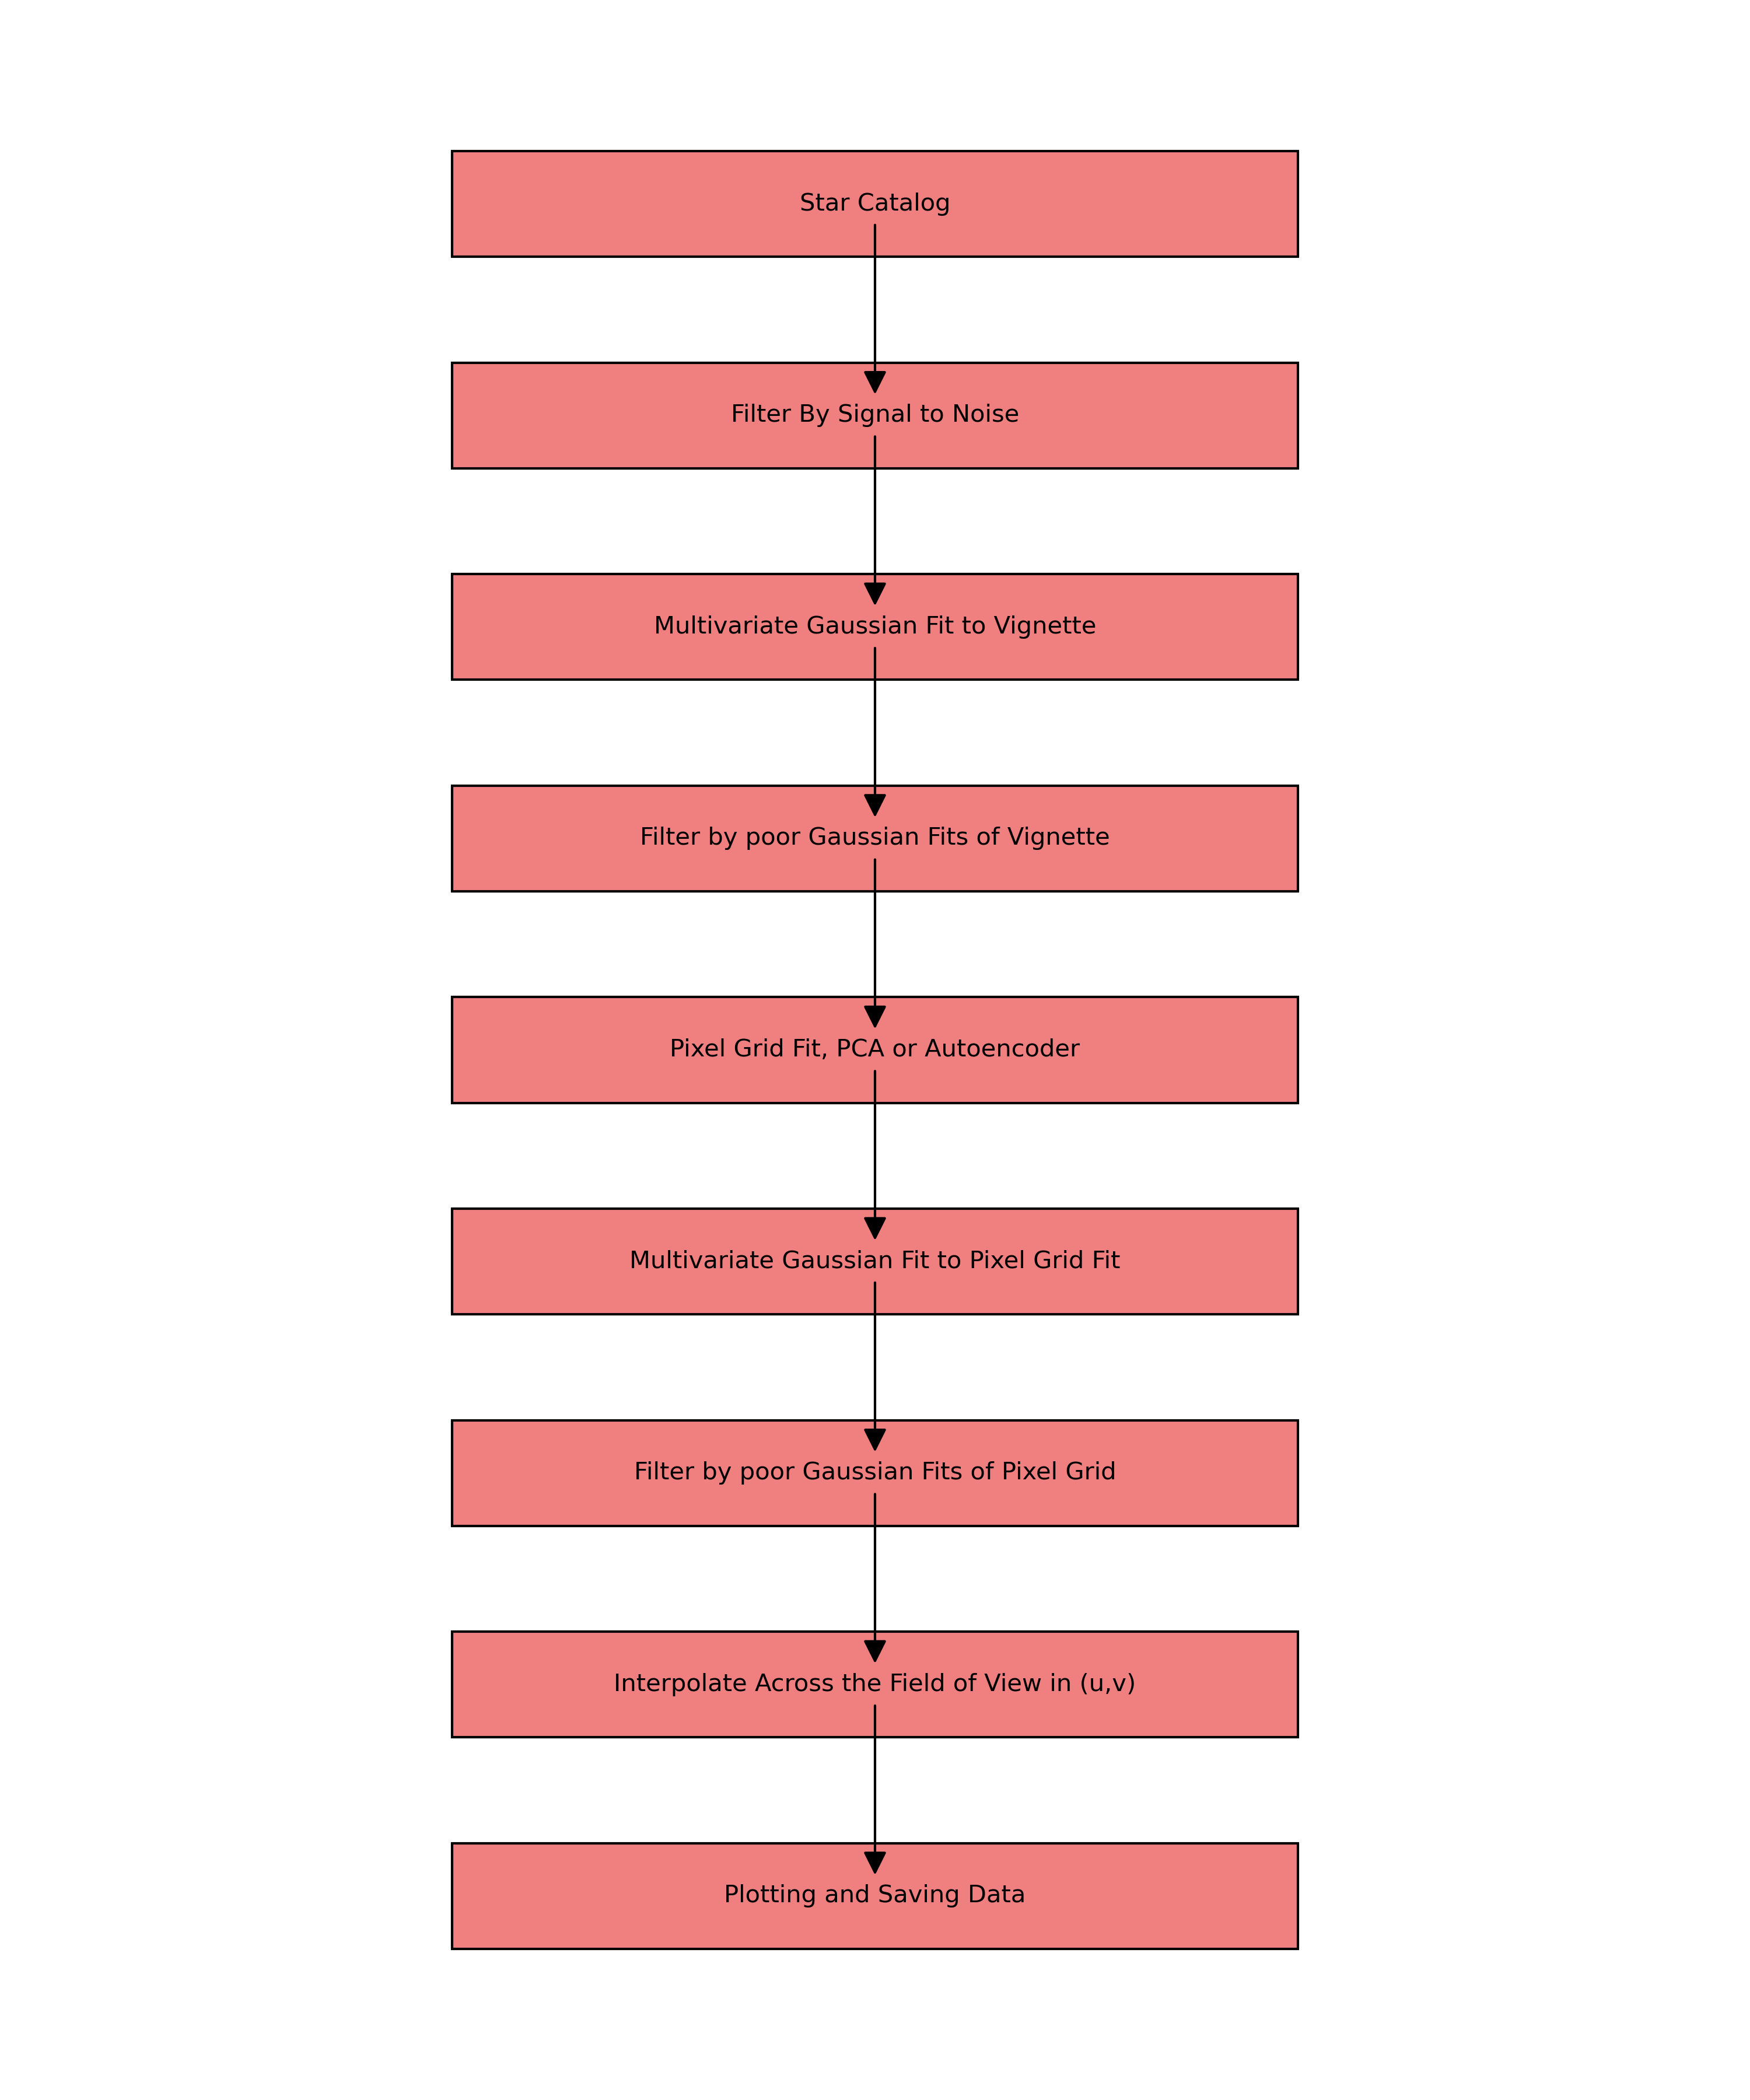 Star Catalog
Filter By Signal to Noise
Multivariate Gaussian Fit to Vignette
Filter by poor Gaussian Fits of Vignette
Pixel Grid Fit, PCA or Autoencoder
Multivariate Gaussian Fit to Pixel Grid Fit
Filter by poor Gaussian Fits of Pixel Grid
Interpolate Across the Field of View in (u,v)
Plotting and Saving Data